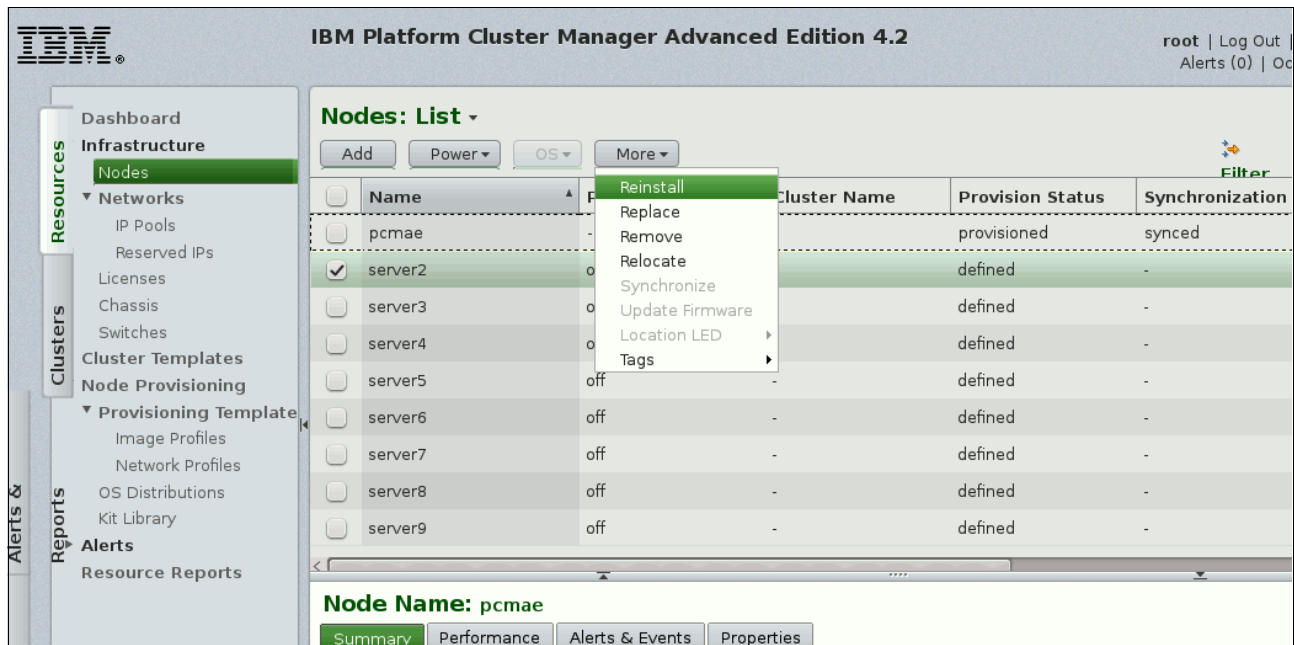 IBM.
IBM Platform Cluster Manager Advanced Edition 4.2
root | Log Out |
Alerts (0) |
Resources
Clusters
Reports
Alerts &
Dashboard
Infrastructure
Nodes
Networks
IP Pools
Reserved IPs
Licenses
Chassis
Switches
Cluster Templates
Node Provisioning
Provisioning Template
Image Profiles
Network Profiles
OS Distributions
Kit Library
Alerts
Resource Reports
Nodes: List
Add Power OS More
Filter
Reinstall
Replace
Remove
Relocate
Synchronize
Update Firmware
Location LED
Tags
Name Cluster Name Provision Status Synchronization
pcmae - provisioned synced
server2 defined -
server3 defined -
server4 defined -
server5 off - defined -
server6 off - defined -
server7 off - defined -
server8 off - defined -
server9 off - defined -
Node Name: pcmae
Summary Performance Alerts & Events Properties